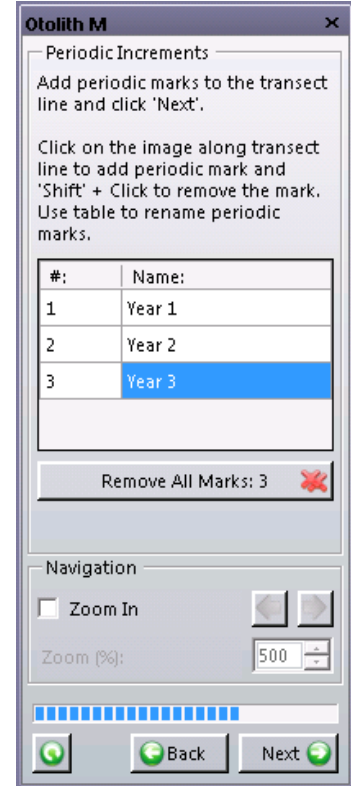 Otolith M
Periodic Increments
Add periodic marks to the transect
line and click 'Next'.
Click on the image along transect
line to add periodic mark and
'Shift' + Click to remove the mark.
Use table to rename periodic
marks.
#: Name:
1 Year 1
2 Year 2
3 Year 3
Remove All Marks: 3
Navigation
Zoom In
Zoom (%): 500
Back Next